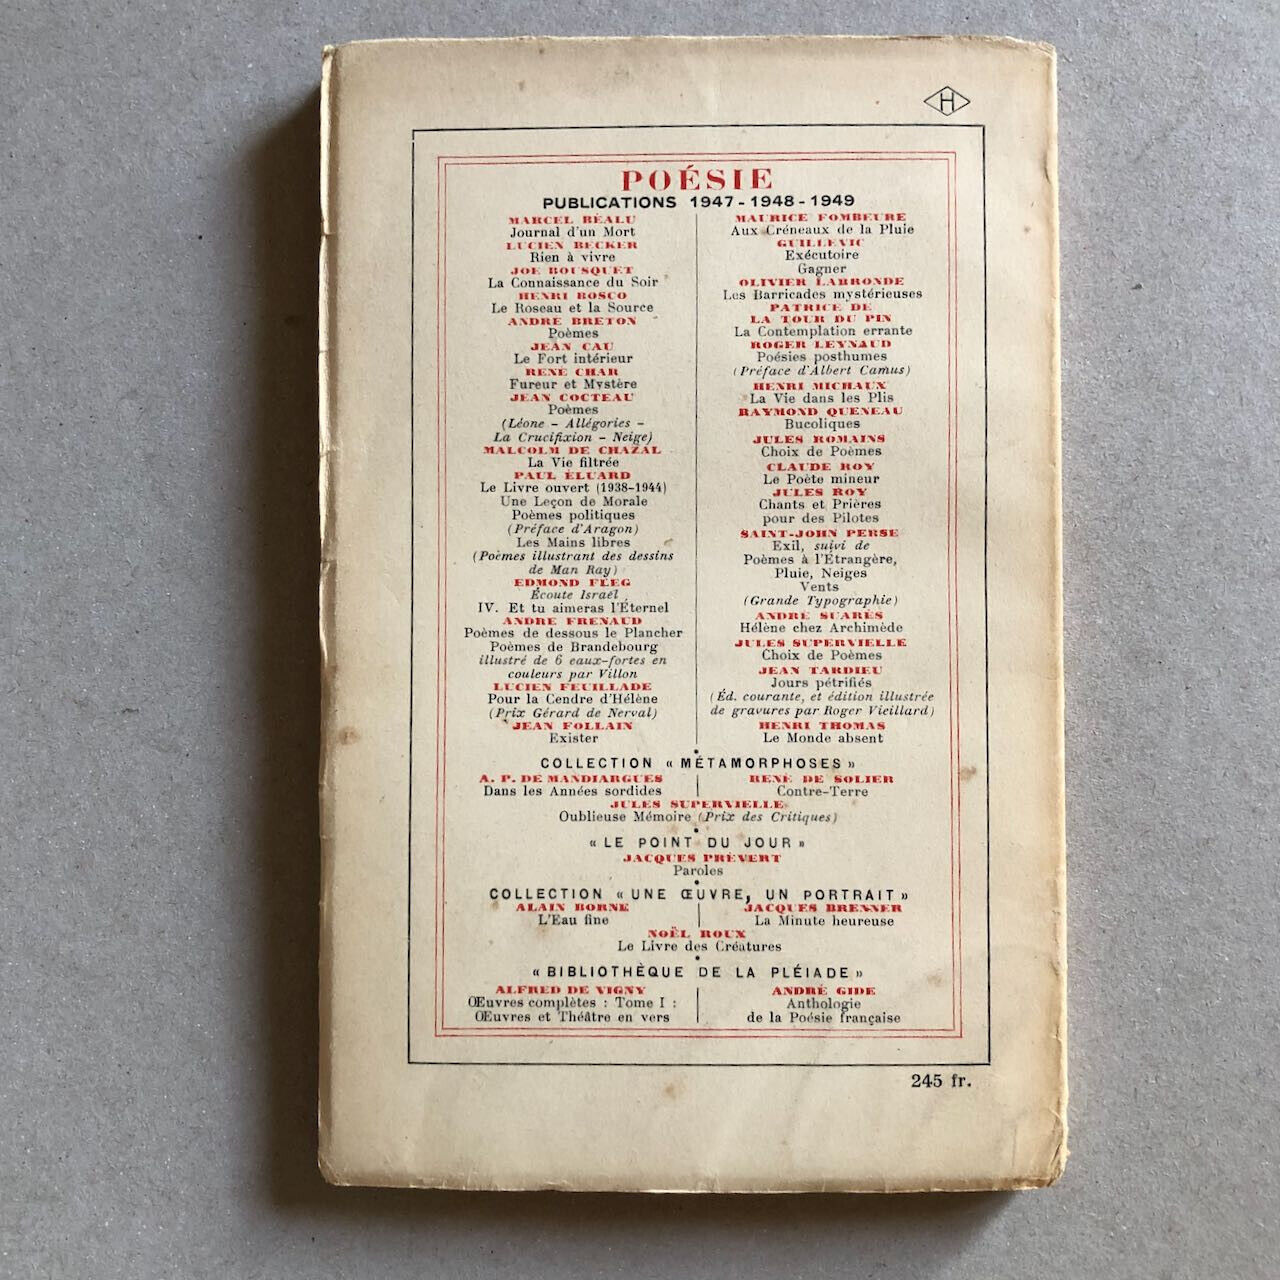 H
POÉSIE
PUBLICATIONS 1947 - 1948 - 1949
MARCEL BÉALU
Journal d'un Mort
LUCIEN BECKER
Rien à vivre
JOE BOUSQUET
La Connaissance du Soir
HENRI BOSCO
Le Roseau et la Source
ANDRÉ BRETON
Poèmes
JEAN CAU
Le Fort intérieur
RENÉ CHAR
Fureur et Mystère
JEAN COCTEAU
Poèmes
(Léone - Allégories -
La Crucifixion - Neige)
MALCOLM DE CHAZAL
La Vie filtrée
PAUL ÉLUARD
Le Livre ouvert (1938-1944)
Une Leçon de Morale
Poèmes politiques
(Préface d'Aragon)
Les Mains libres
(Poèmes illustrant des dessins
de Man Ray)
EDMOND FLEG
Écoute Israël
IV. Et tu aimeras l'Éternel
ANDRÉ FRÉNAUD
Poèmes de dessous le Plancher
Poèmes de Brandebourg
illustré de 6 eaux-fortes en
couleurs par Villon
LUCIEN FEUILLADE
Pour la Cendre d'Hélène
(Prix Gérard de Nerval)
JEAN FOLLAIN
Exister
MAURICE FOMBEURE
Aux Créneaux de la Pluie
GUILLEVIC
Exécutoire
Gagner
OLIVIER LARRONDE
Les Barricades mystérieuses
PATRICE DE
LA TOUR DU PIN
La Contemplation errante
ROGER LEYNAUD
Poésies posthumes
(Préface d'Albert Camus)
HENRI MICHAUX
La Vie dans les Plis
RAYMOND QUENEAU
Bucoliques
JULES ROMAINS
Choix de Poèmes
CLAUDE ROY
Le Poète mineur
JULES ROY
Chants et Prières
pour des Pilotes
SAINT-JOHN PERSE
Exil, suivi de
Poèmes à l'Étrangère,
Pluie, Neiges
Vents
(Grande Typographie)
ANDRÉ SUARÈS
Hélène chez Archimède
JULES SUPERVIELLE
Choix de Poèmes
JEAN TARDIEU
Jours pétrifiés
(Éd. courante, et édition illustrée
de gravures par Roger Vieillard)
HENRI THOMAS
Le Monde absent
COLLECTION « MÉTAMORPHOSES »
A. P. DE MANDIARGUES
Dans les Années sordides
RENÉ DE SOLIER
Contre-Terre
JULES SUPERVIELLE
Oublieuse Mémoire (Prix des Critiques)
« LE POINT DU JOUR »
JACQUES PRÉVERT
Paroles
COLLECTION « UNE ŒUVRE, UN PORTRAIT »
ALAIN BORNE
L'Eau fine
JACQUES BRENNER
La Minute heureuse
NOËL ROUX
Le Livre des Créatures
« BIBLIOTHÈQUE DE LA PLÉIADE »
ALFRED DE VIGNY
Œuvres complètes : Tome I :
Œuvres et Théâtre en vers
ANDRÉ GIDE
Anthologie
de la Poésie française
245 fr.